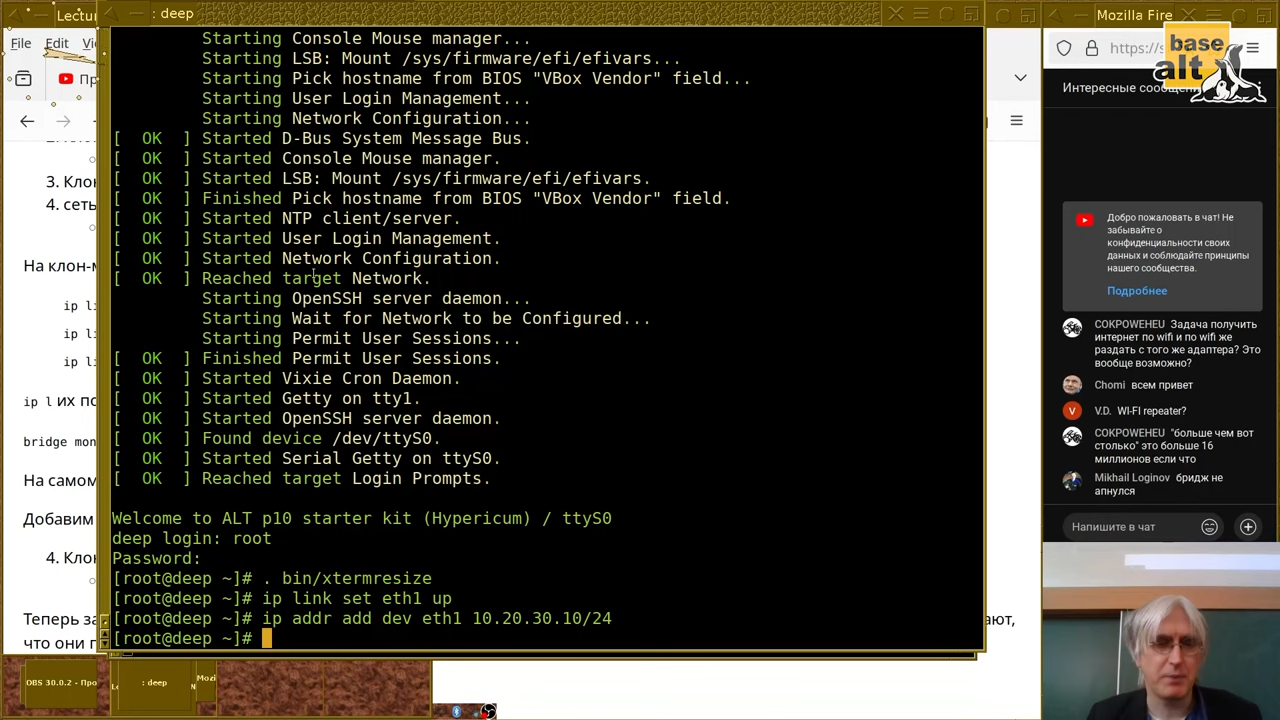 Lectu
: deep
Mozilla Fire
File Edit Vi
Пр
https://s
base
alt
Интересные сообщени
3. Клон
4. сеть
На клон-м
ip li
ip li
ip li
ip l их по
bridge mon
На самом
Добавим
4. Клон
Теперь за
что они п
ают,
Starting Console Mouse manager...
Starting LSB: Mount /sys/firmware/efi/efivars...
Starting Pick hostname from BIOS "VBox Vendor" field...
Starting User Login Management...
Starting Network Configuration...
[ OK ] Started D-Bus System Message Bus.
[ OK ] Started Console Mouse manager.
[ OK ] Started LSB: Mount /sys/firmware/efi/efivars.
[ OK ] Finished Pick hostname from BIOS "VBox Vendor" field.
[ OK ] Started NTP client/server.
[ OK ] Started User Login Management.
[ OK ] Started Network Configuration.
[ OK ] Reached target Network.
Starting OpenSSH server daemon...
Starting Wait for Network to be Configured...
Starting Permit User Sessions...
[ OK ] Finished Permit User Sessions.
[ OK ] Started Vixie Cron Daemon.
[ OK ] Started Getty on tty1.
[ OK ] Started OpenSSH server daemon.
[ OK ] Found device /dev/ttyS0.
[ OK ] Started Serial Getty on ttyS0.
[ OK ] Reached target Login Prompts.
Welcome to ALT p10 starter kit (Hypericum) / ttyS0
deep login: root
Password:
[root@deep ~]# . bin/xtermresize
[root@deep ~]# ip link set eth1 up
[root@deep ~]# ip addr add dev eth1 10.20.30.10/24
[root@deep ~]#
Добро пожаловать в чат! Не
забывайте о
конфиденциальности своих
данных и соблюдайте принципы
нашего сообщества.
Подробнее
COKPOWEHEU Задача получить
интернет по wifi и по wifi же
раздать с того же адаптера? Это
вообще возможно?
Chomi всем привет
V.D. WI-FI repeater?
COKPOWEHEU "больше чем вот
столько" это больше 16
миллионов если что
Mikhail Loginov бридж не
апнулся
Напишите в чат
OBS 30.0.2 - Про
: deep
Mozi